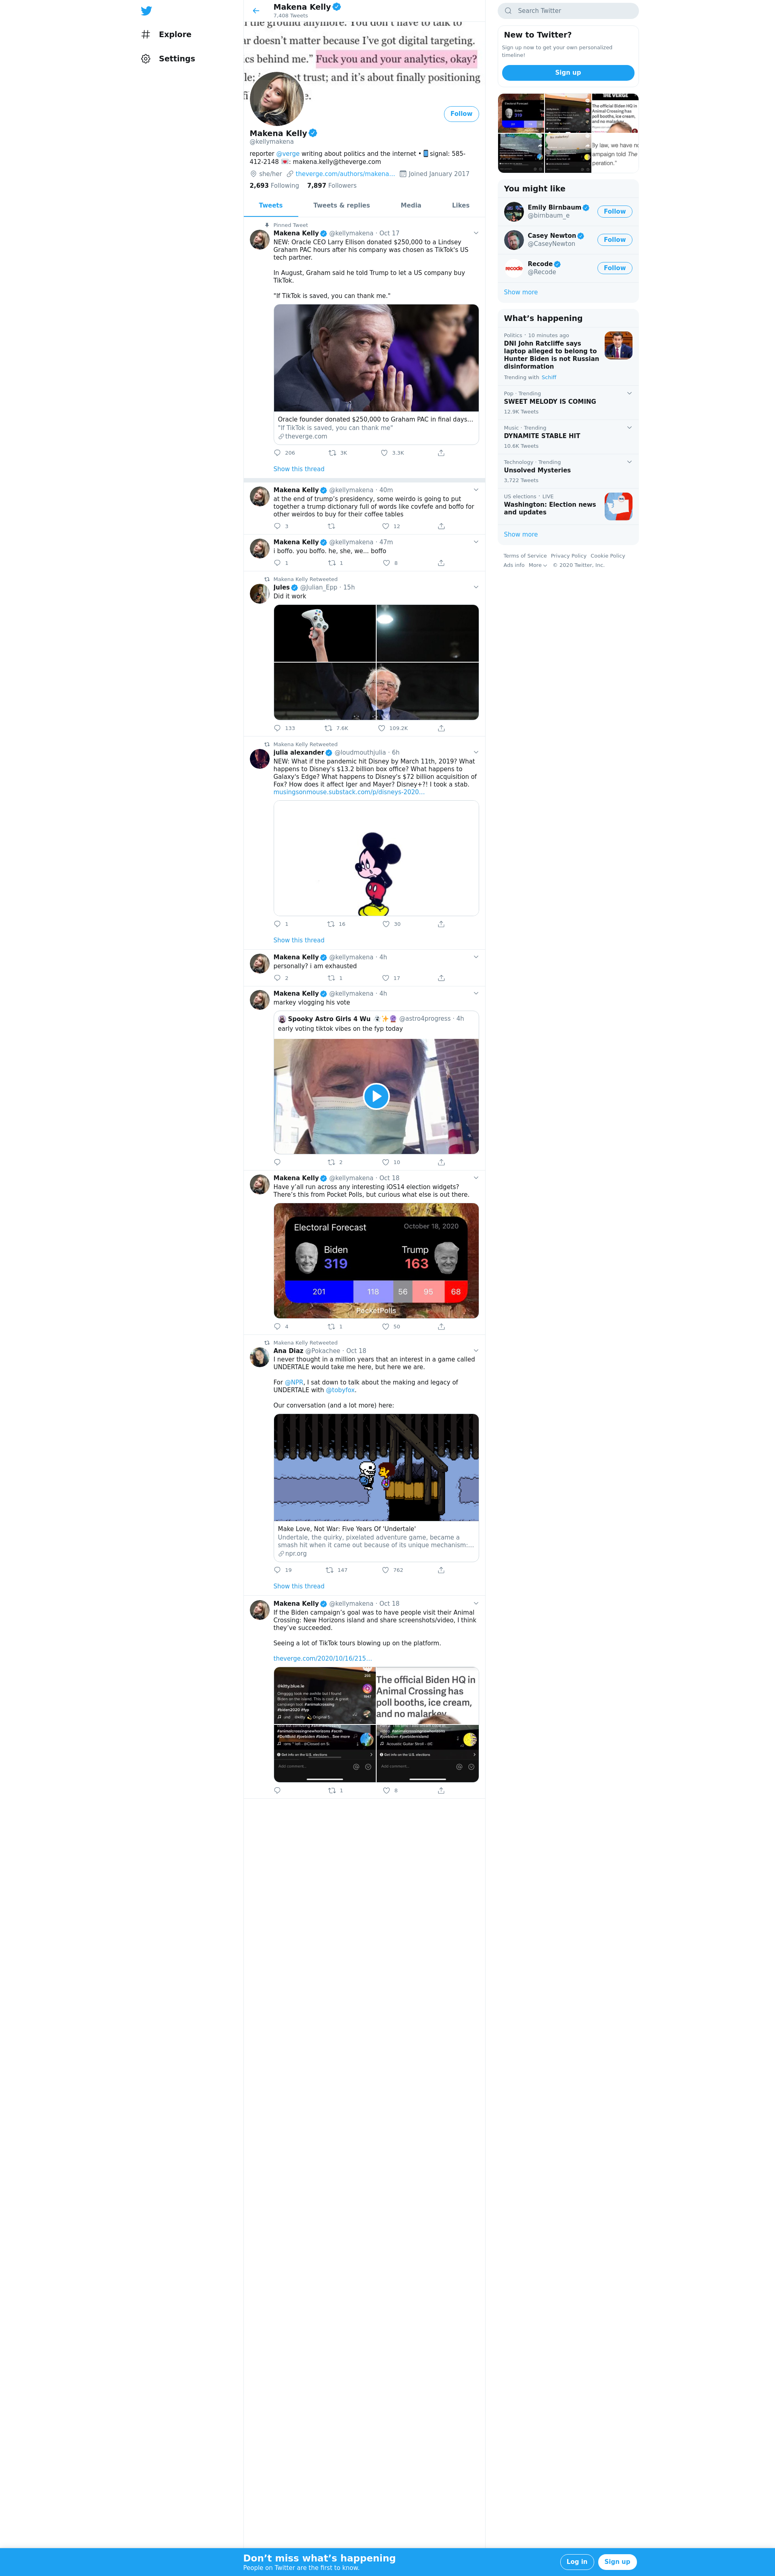 Explore
Settings
Makena Kelly
7,408 Tweets
the ground anymore. You don't have to talk to
ar doesn't matter because I've got digital targeting.
cs behind me." Fuck you and your analytics, okay?
trust; and it's about finally positioning
Follow
Makena Kelly
@kellymakena
reporter @verge writing about politics and the internet • signal: 585-
412-2148 💌: makena.kelly@theverge.com
she/her theverge.com/authors/makena… Joined January 2017
2,693 Following 7,897 Followers
Tweets Tweets & replies Media Likes
Pinned Tweet
Makena Kelly @kellymakena · Oct 17
NEW: Oracle CEO Larry Ellison donated $250,000 to a Lindsey
Graham PAC hours after his company was chosen as TikTok's US
tech partner.
In August, Graham said he told Trump to let a US company buy
TikTok.
"If TikTok is saved, you can thank me."
Oracle founder donated $250,000 to Graham PAC in final days…
"If TikTok is saved, you can thank me"
theverge.com
206 3K 3.3K
Show this thread
Makena Kelly @kellymakena · 40m
at the end of trump's presidency, some weirdo is going to put
together a trump dictionary full of words like covfefe and boffo for
other weirdos to buy for their coffee tables
3 12
Makena Kelly @kellymakena · 47m
i boffo. you boffo. he, she, we... boffo
1 1 8
Makena Kelly Retweeted
Jules @Julian_Epp · 15h
Did it work
133 7.6K 109.2K
Makena Kelly Retweeted
julia alexander @loudmouthjulia · 6h
NEW: What if the pandemic hit Disney by March 11th, 2019? What
happens to Disney's $13.2 billion box office? What happens to
Galaxy's Edge? What happens to Disney's $72 billion acquisition of
Fox? How does it affect Iger and Mayer? Disney+?! I took a stab.
musingsonmouse.substack.com/p/disneys-2020…
1 16 30
Show this thread
Makena Kelly @kellymakena · 4h
personally? i am exhausted
2 1 17
Makena Kelly @kellymakena · 4h
markey vlogging his vote
Spooky Astro Girls 4 Wu 👻✨🔮 @astro4progress · 4h
early voting tiktok vibes on the fyp today
2 10
Makena Kelly @kellymakena · Oct 18
Have y'all run across any interesting iOS14 election widgets?
There's this from Pocket Polls, but curious what else is out there.
Electoral Forecast October 18, 2020
Biden Trump
319 163
201 118 56 95 68
PocketPolls
4 1 50
Makena Kelly Retweeted
Ana Diaz @Pokachee · Oct 18
I never thought in a million years that an interest in a game called
UNDERTALE would take me here, but here we are.
For @NPR, I sat down to talk about the making and legacy of
UNDERTALE with @tobyfox.
Our conversation (and a lot more) here:
Make Love, Not War: Five Years Of 'Undertale'
Undertale, the quirky, pixelated adventure game, became a
smash hit when it came out because of its unique mechanism:…
npr.org
19 147 762
Show this thread
Makena Kelly @kellymakena · Oct 18
If the Biden campaign's goal was to have people visit their Animal
Crossing: New Horizons island and share screenshots/video, I think
they've succeeded.
Seeing a lot of TikTok tours blowing up on the platform.
theverge.com/2020/10/16/215…
The official Biden HQ in
Animal Crossing has
poll booths, ice cream,
and no malarkey
Get info on the U.S. elections
Add comment...
Get info on the U.S. elections
Add comment...
1 8
Search Twitter
New to Twitter?
Sign up now to get your own personalized
timeline!
Sign up
You might like
Emily Birnbaum
@birnbaum_e
Follow
Casey Newton
@CaseyNewton
Follow
recode
Recode
@Recode
Follow
Show more
What's happening
Politics · 10 minutes ago
DNI John Ratcliffe says
laptop alleged to belong to
Hunter Biden is not Russian
disinformation
Trending with Schiff
Pop · Trending
SWEET MELODY IS COMING
12.9K Tweets
Music · Trending
DYNAMITE STABLE HIT
10.6K Tweets
Technology · Trending
Unsolved Mysteries
3,722 Tweets
US elections · LIVE
Washington: Election news
and updates
Show more
Terms of Service Privacy Policy Cookie Policy
Ads info More © 2020 Twitter, Inc.
Don't miss what's happening
People on Twitter are the first to know.
Log in Sign up